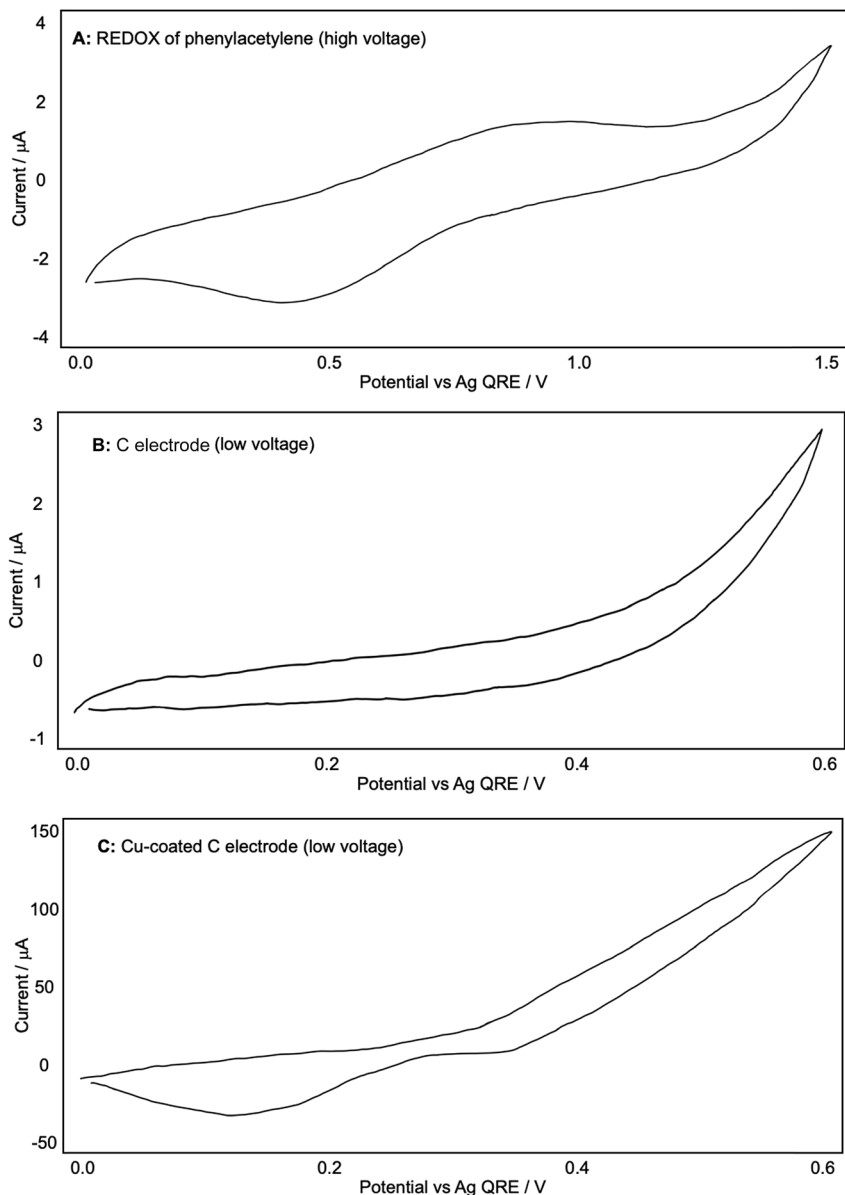 A: REDOX of phenylacetylene (high voltage)
4
2
0
-2
-4
Current / μA
0.0 0.5 1.0 1.5
Potential vs Ag QRE / V
B: C electrode (low voltage)
3
2
1
0
-1
Current / μA
0.0 0.2 0.4 0.6
Potential vs Ag QRE / V
C: Cu-coated C electrode (low voltage)
150
100
50
0
-50
Current / μA
0.0 0.2 0.4 0.6
Potential vs Ag QRE / V